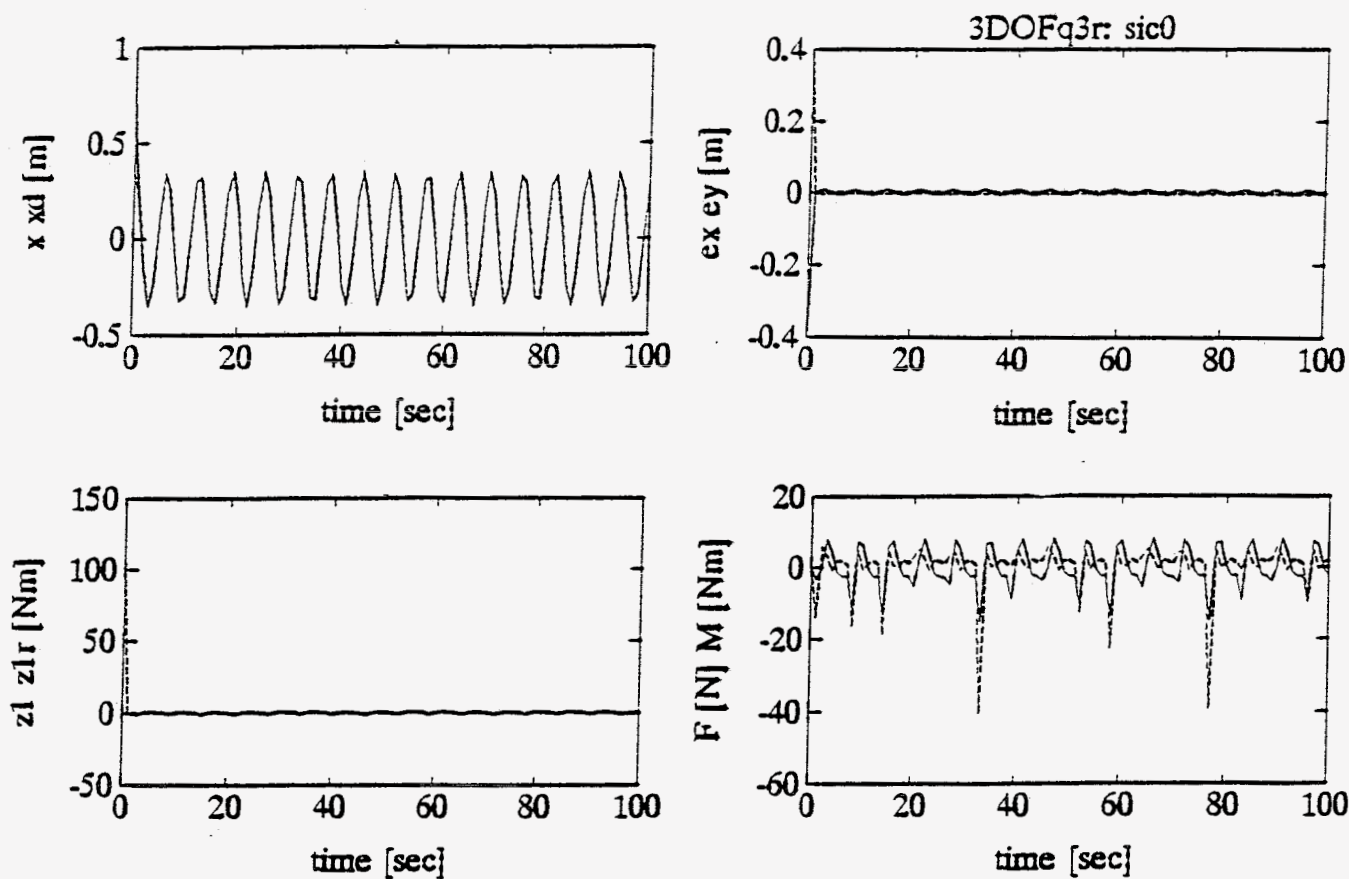 1
0.5
0
-0.5
x xd [m]
0 20 40 60 80 100
time [sec]
3DOFq3r: sic0
0.4
0.2
0
-0.2
-0.4
ex ey [m]
0 20 40 60 80 100
time [sec]
150
100
50
0
-50
z1 z1r [Nm]
0 20 40 60 80 100
time [sec]
20
0
-20
-40
-60
F [N] M [Nm]
0 20 40 60 80 100
time [sec]